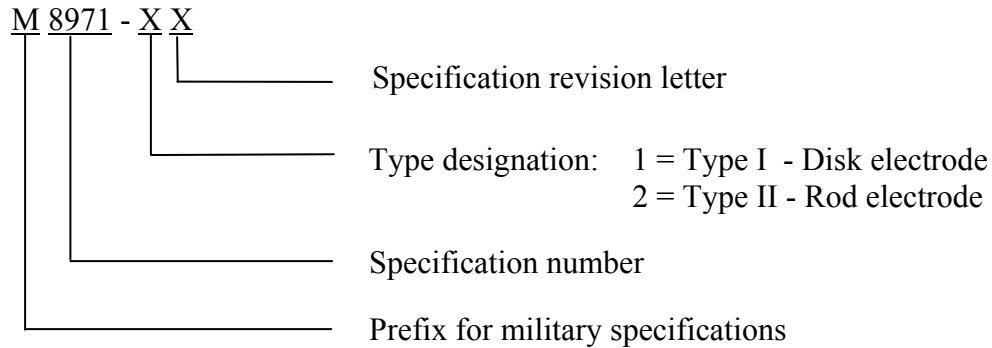 M 8971 - X X
Specification revision letter
Type designation: 1 = Type I - Disk electrode
2 = Type II - Rod electrode
Specification number
Prefix for military specifications